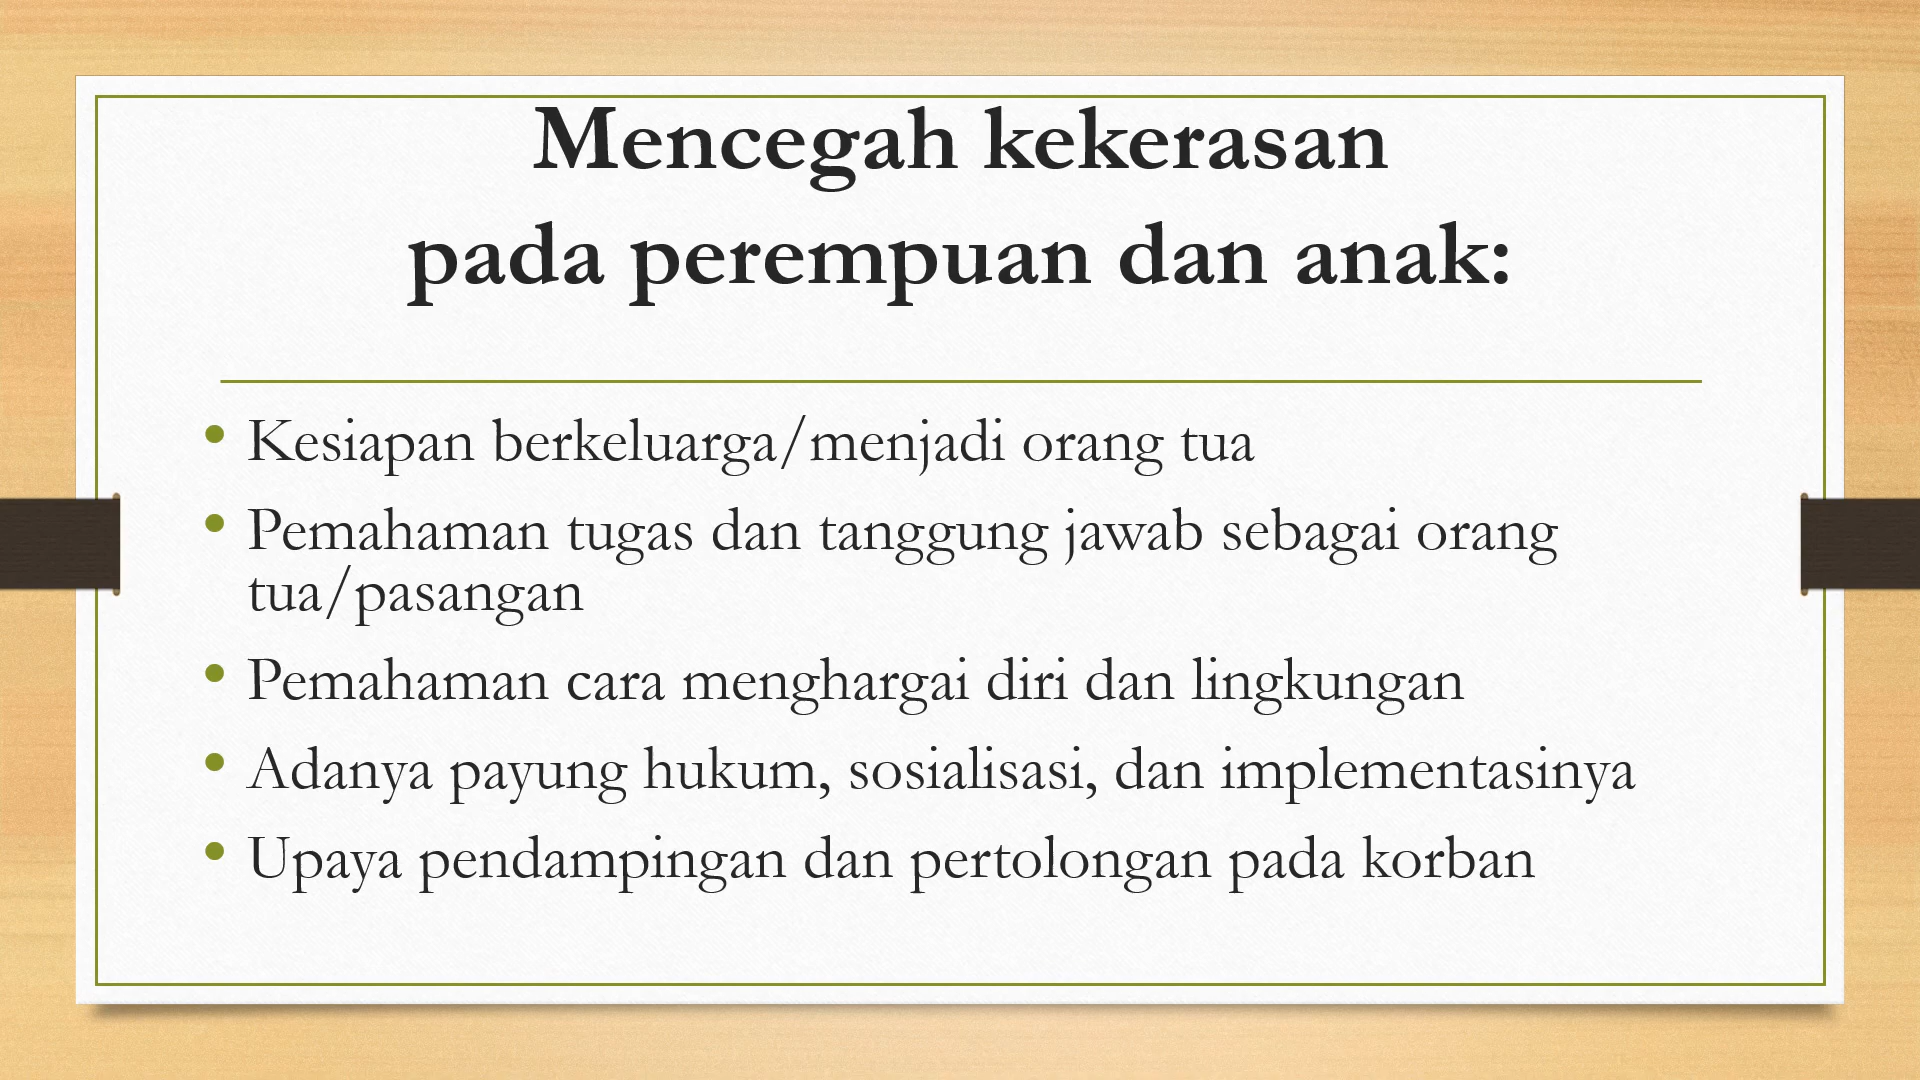 Mencegah kekerasan
pada perempuan dan anak:
• Kesiapan berkeluarga/menjadi orang tua
• Pemahaman tugas dan tanggung jawab sebagai orang
tua/pasangan
• Pemahaman cara menghargai diri dan lingkungan
• Adanya payung hukum, sosialisasi, dan implementasinya
• Upaya pendampingan dan pertolongan pada korban